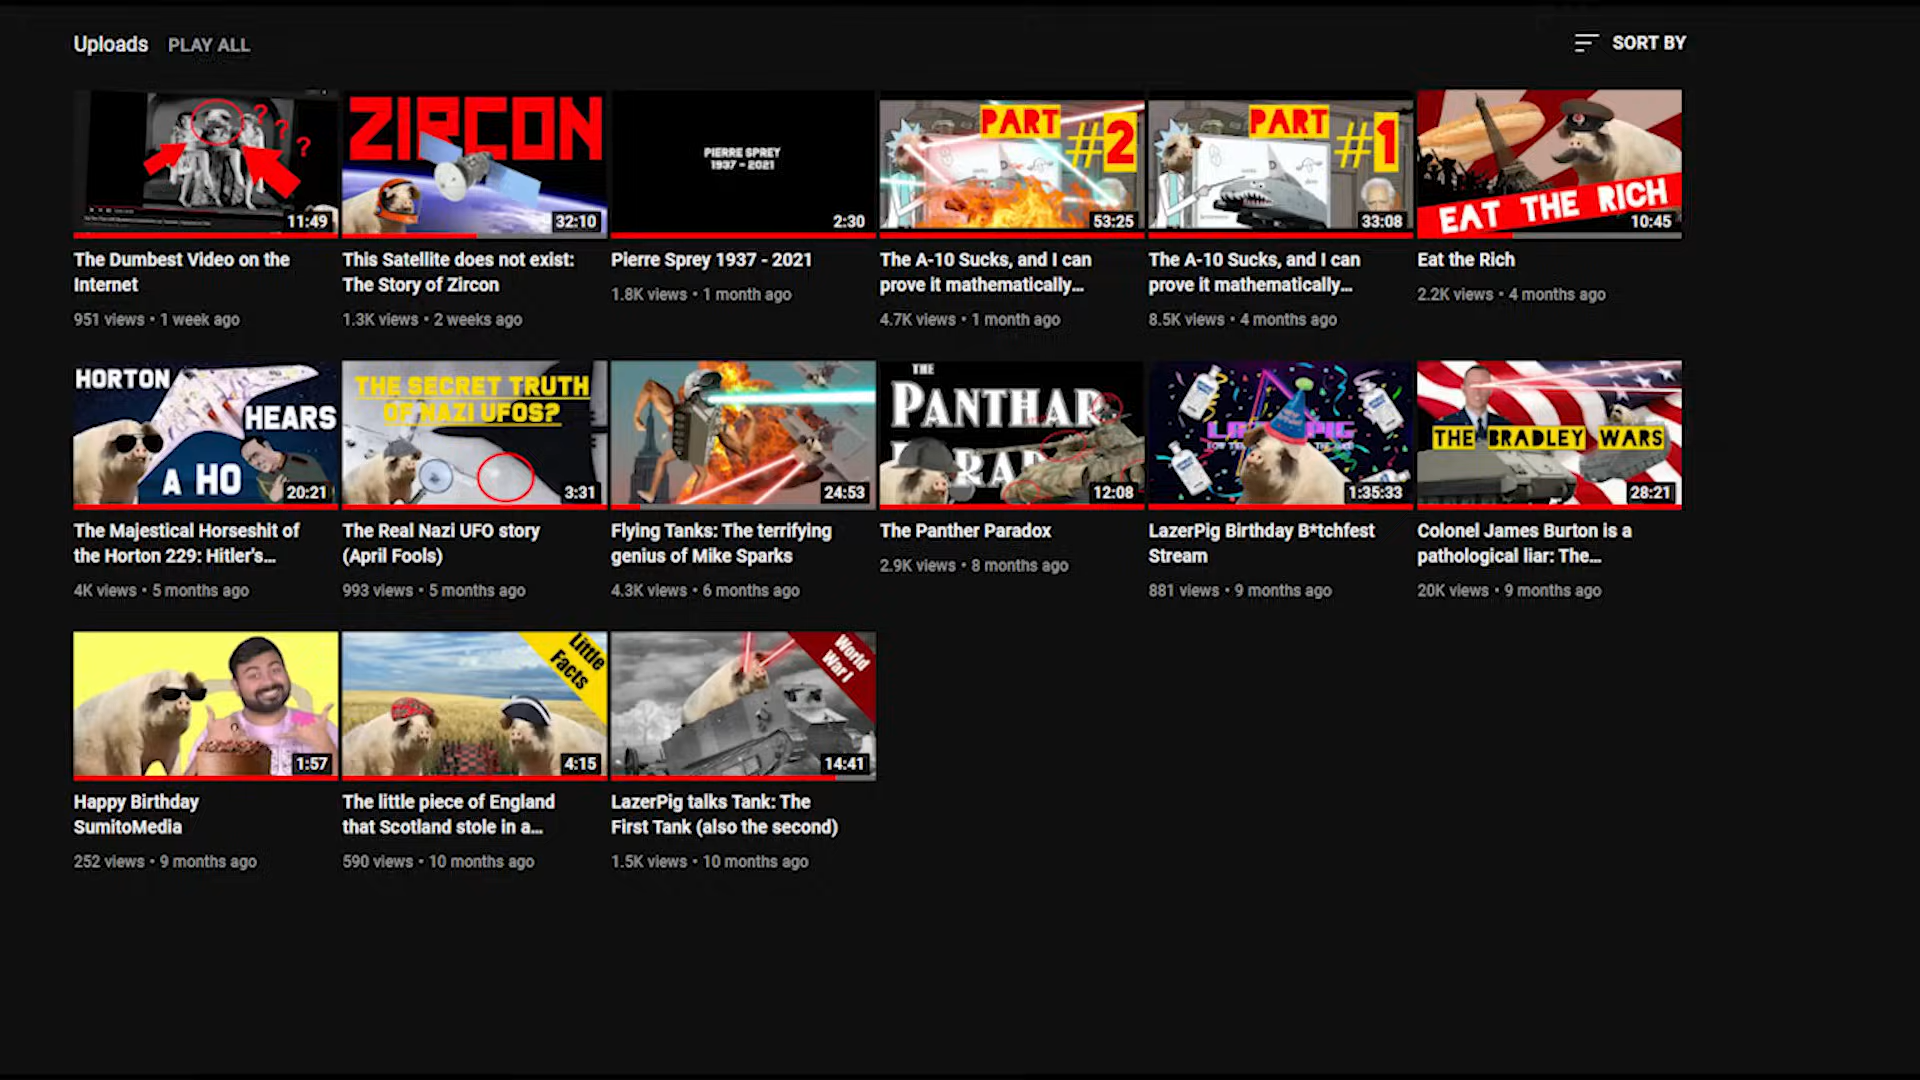 Uploads PLAY ALL
SORT BY
? ? ?
11:49
ZIRCON
32:10
PIERRE SPREY
1937 - 2021
2:30
PART #2
53:25
PART #1
33:08
EAT THE RICH
10:45
The Dumbest Video on the
Internet
951 views • 1 week ago
This Satellite does not exist:
The Story of Zircon
1.3K views • 2 weeks ago
Pierre Sprey 1937 - 2021
1.8K views • 1 month ago
The A-10 Sucks, and I can
prove it mathematically...
4.7K views • 1 month ago
The A-10 Sucks, and I can
prove it mathematically...
8.5K views • 4 months ago
Eat the Rich
2.2K views • 4 months ago
HORTON
HEARS
A HO
20:21
THE SECRET TRUTH
OF NAZI UFOS?
3:31
24:53
THE
PANTHAR
12:08
1:35:33
THE BRADLEY WARS
28:21
The Majestical Horseshit of
the Horton 229: Hitler's...
4K views • 5 months ago
The Real Nazi UFO story
(April Fools)
993 views • 5 months ago
Flying Tanks: The terrifying
genius of Mike Sparks
4.3K views • 6 months ago
The Panther Paradox
2.9K views • 8 months ago
LazerPig Birthday B*tchfest
Stream
881 views • 9 months ago
Colonel James Burton is a
pathological liar: The...
20K views • 9 months ago
1:57
Little
Facts
4:15
World
War I
14:41
Happy Birthday
SumitoMedia
252 views • 9 months ago
The little piece of England
that Scotland stole in a...
590 views • 10 months ago
LazerPig talks Tank: The
First Tank (also the second)
1.5K views • 10 months ago